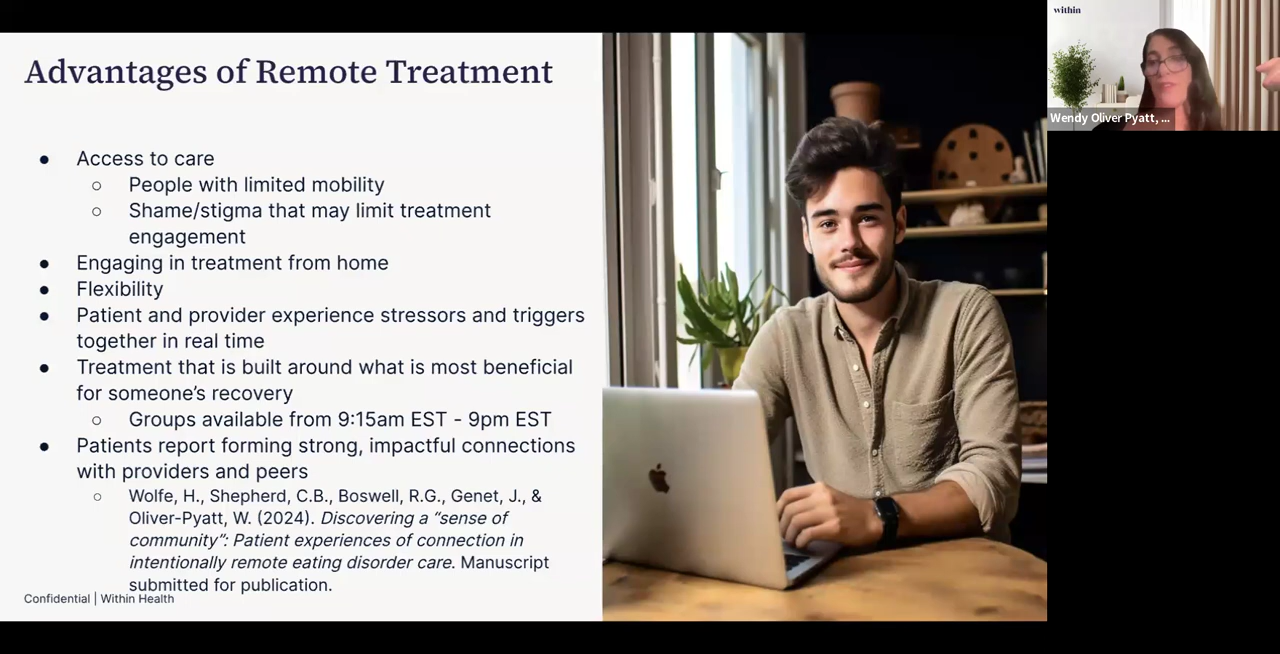 Advantages of Remote Treatment
● Access to care
○ People with limited mobility
○ Shame/stigma that may limit treatment
engagement
● Engaging in treatment from home
● Flexibility
● Patient and provider experience stressors and triggers
together in real time
● Treatment that is built around what is most beneficial
for someone’s recovery
○ Groups available from 9:15am EST - 9pm EST
● Patients report forming strong, impactful connections
with providers and peers
○ Wolfe, H., Shepherd, C.B., Boswell, R.G., Genet, J., &
Oliver-Pyatt, W. (2024). Discovering a “sense of
community”: Patient experiences of connection in
intentionally remote eating disorder care. Manuscript
submitted for publication.
Confidential | Within Health
within
Wendy Oliver Pyatt, ...